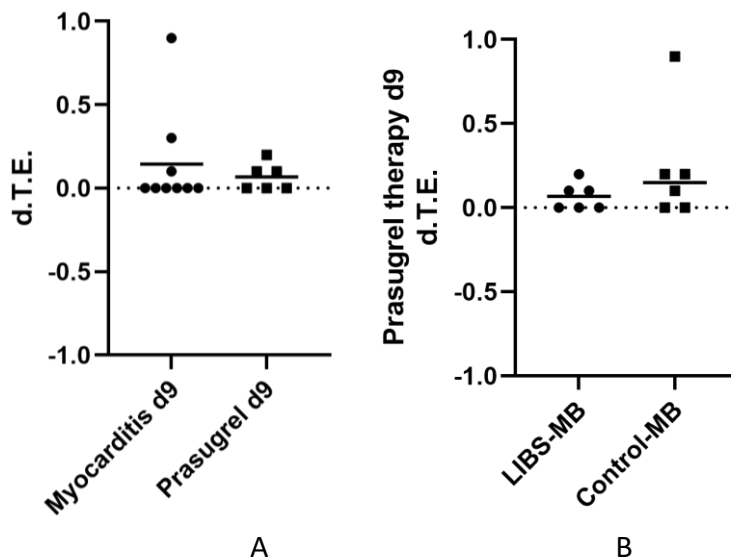 1.0
0.5
0.0
-0.5
-1.0
d.T.E.
Myocarditis d9
Prasugrel d9
A
1.0
0.5
0.0
-0.5
-1.0
Prasugrel therapy d9
d.T.E.
LIBS-MB
Control-MB
B